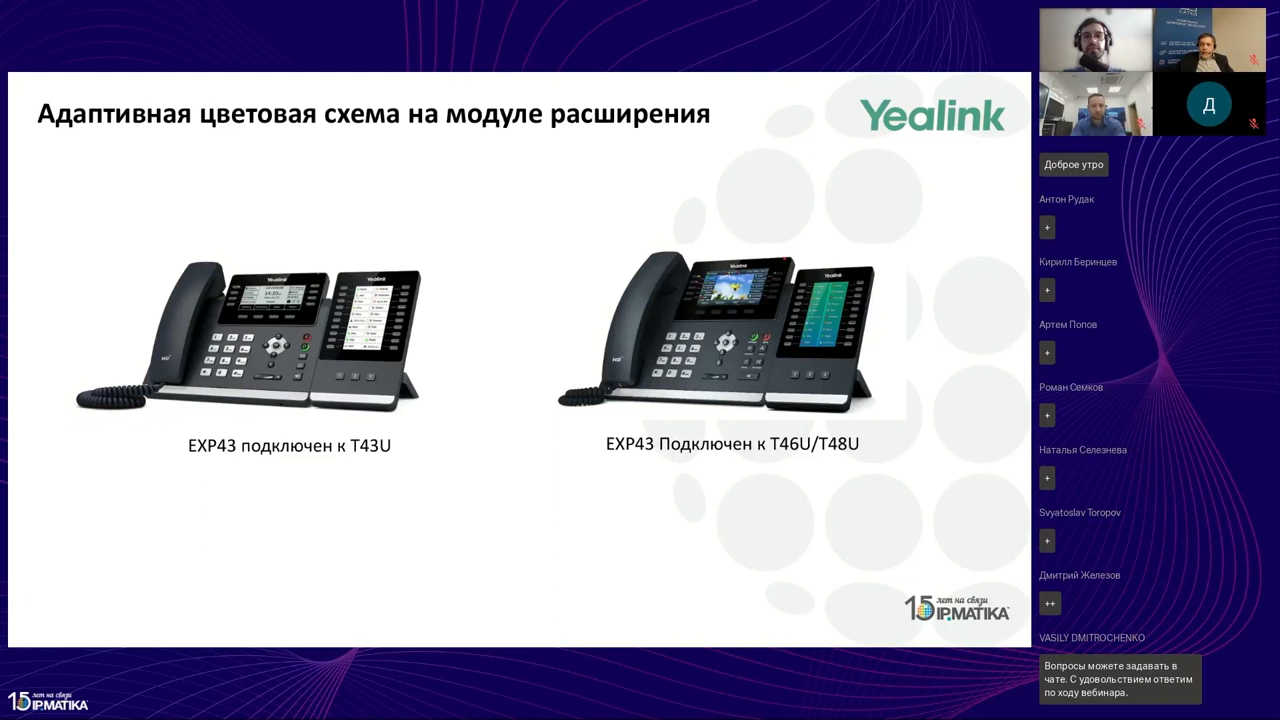 Адаптивная цветовая схема на модуле расширения
Yealink
EXP43 подключен к T43U
EXP43 Подключен к T46U/T48U
15 лет на связи
IP.MATIKA
15 лет на связи
IP.MATIKA
Д
Доброе утро
Антон Рудак
+
Кирилл Беринцев
+
Артем Попов
+
Роман Семков
+
Наталья Селезнева
+
Svyatoslav Toropov
+
Дмитрий Железов
++
VASILY DMITROCHENKO
Вопросы можете задавать в
чате. С удовольствием ответим
по ходу вебинара.